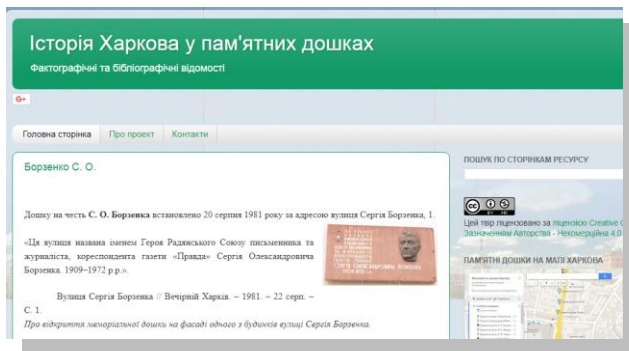 Історія Харкова у пам'ятних дошках
Фактографічні та бібліографічні відомості
G+
Головна сторінка Про проект Контакти
Борзенко С. О.
Дошку на честь С. О. Борзенка встановлено 20 серпня 1981 року за адресою вулиця Сергія Борзенка, 1.
«Ця вулиця названа іменем Героя Радянського Союзу письменника та
журналіста, кореспондента газети «Правда» Сергія Олександровича
Борзенка. 1909–1972 р.р.».
Вулиця Сергія Борзенка // Вечірній Харків. – 1981. – 22 серп. –
С. 1.
Про відкриття меморіальної дошки на фасаді одного з будинків вулиці Сергія Борзенка.
ПОШУК ПО СТОРІНКАМ РЕСУРСУ
cc
BY NC
Цей твір ліцензовано за ліцензією Creative C
Зазначенням Авторства - Некомерційна 4.0
ПАМ'ЯТНІ ДОШКИ НА МАПІ ХАРКОВА